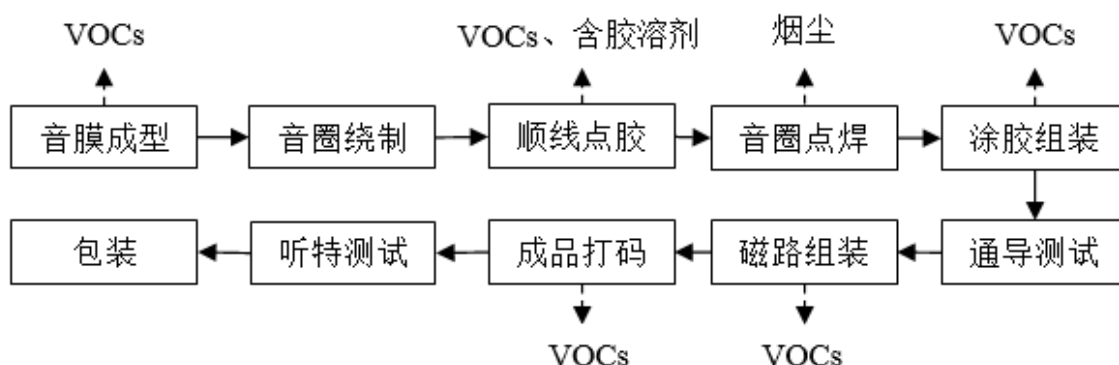 VOCs VOCs、含胶溶剂 烟尘 VOCs
音膜成型 音圈绕制 顺线点胶 音圈点焊 涂胶组装
包装 听特测试 成品打码 磁路组装 通导测试
VOCs VOCs